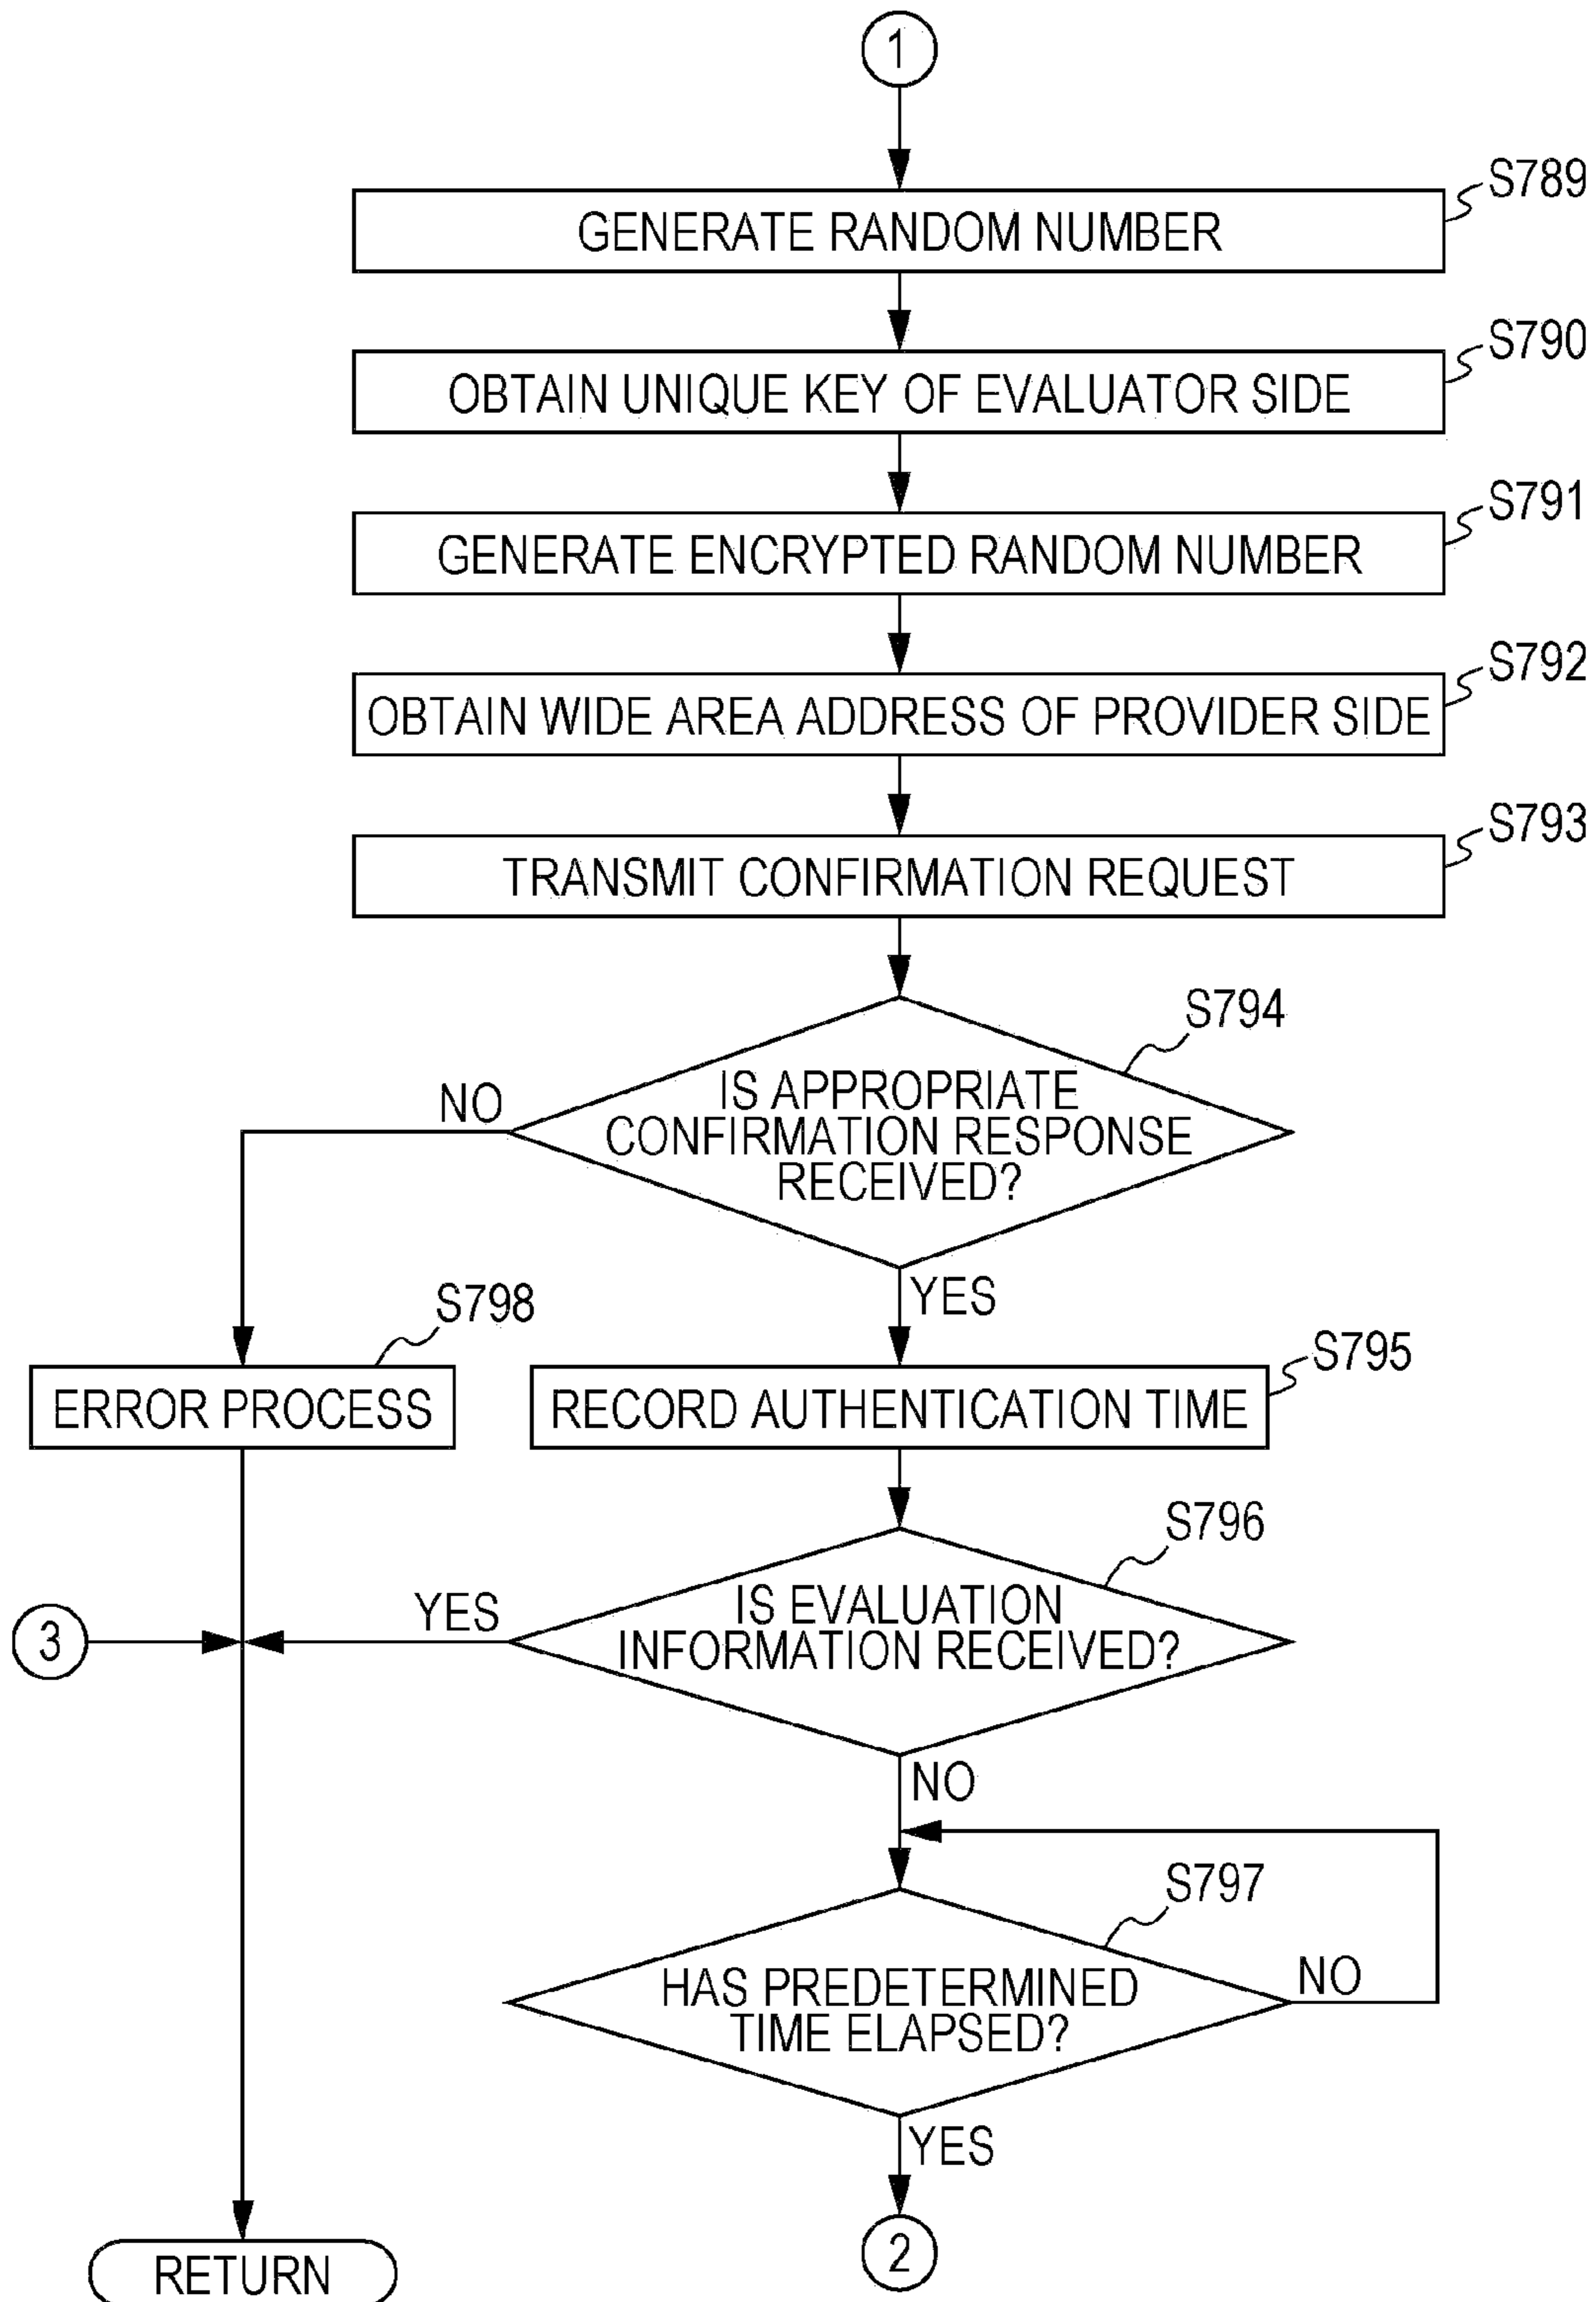 1
S789
GENERATE RANDOM NUMBER
S790
OBTAIN UNIQUE KEY OF EVALUATOR SIDE
S791
GENERATE ENCRYPTED RANDOM NUMBER
S792
OBTAIN WIDE AREA ADDRESS OF PROVIDER SIDE
S793
TRANSMIT CONFIRMATION REQUEST
S794
NO
IS APPROPRIATE
CONFIRMATION RESPONSE
RECEIVED?
YES
S798
ERROR PROCESS
S795
RECORD AUTHENTICATION TIME
S796
3
YES
IS EVALUATION
INFORMATION RECEIVED?
NO
S797
HAS PREDETERMINED
TIME ELAPSED?
NO
YES
RETURN
2